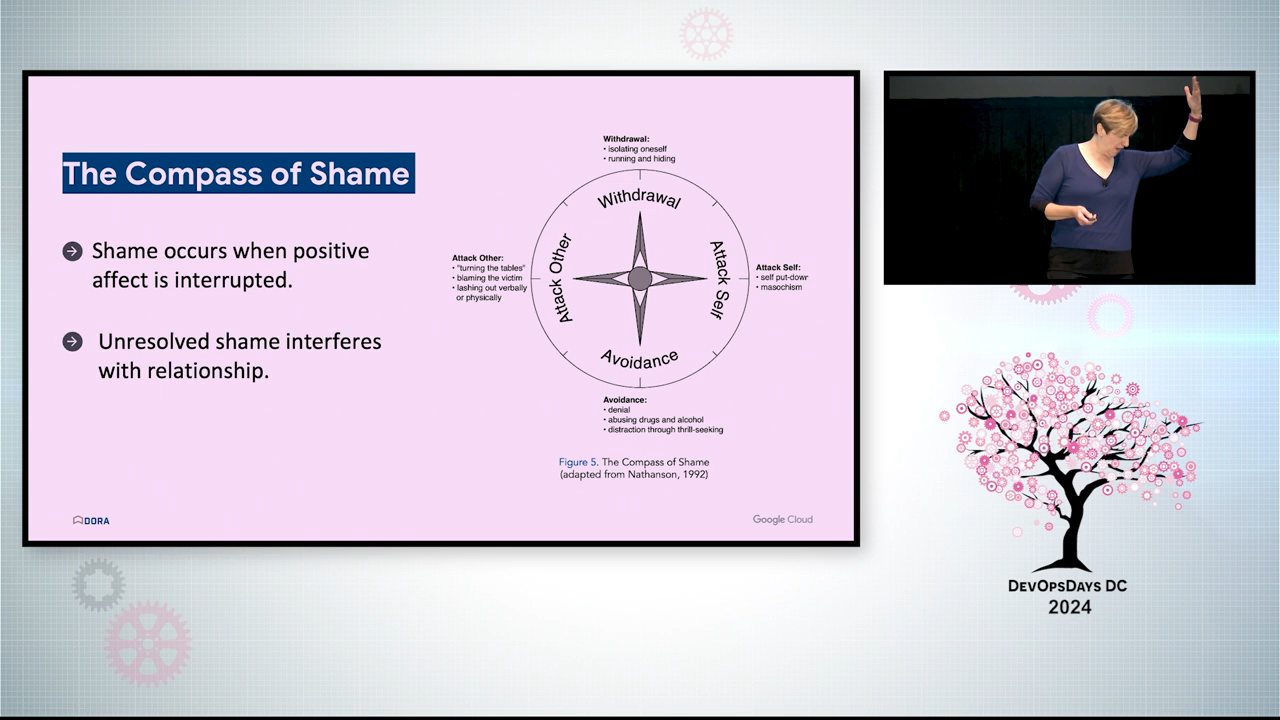 The Compass of Shame
Shame occurs when positive
affect is interrupted.
Unresolved shame interferes
with relationship.
Withdrawal:
• isolating oneself
• running and hiding
Withdrawal
Attack Other:
• "turning the tables"
• blaming the victim
• lashing out verbally
or physically
Attack Other
Attack Self
Attack Self:
• self put-down
• masochism
Avoidance
Avoidance:
• denial
• abusing drugs and alcohol
• distraction through thrill-seeking
Figure 5. The Compass of Shame
(adapted from Nathanson, 1992)
DORA
Google Cloud
DevOpsDays DC
2024